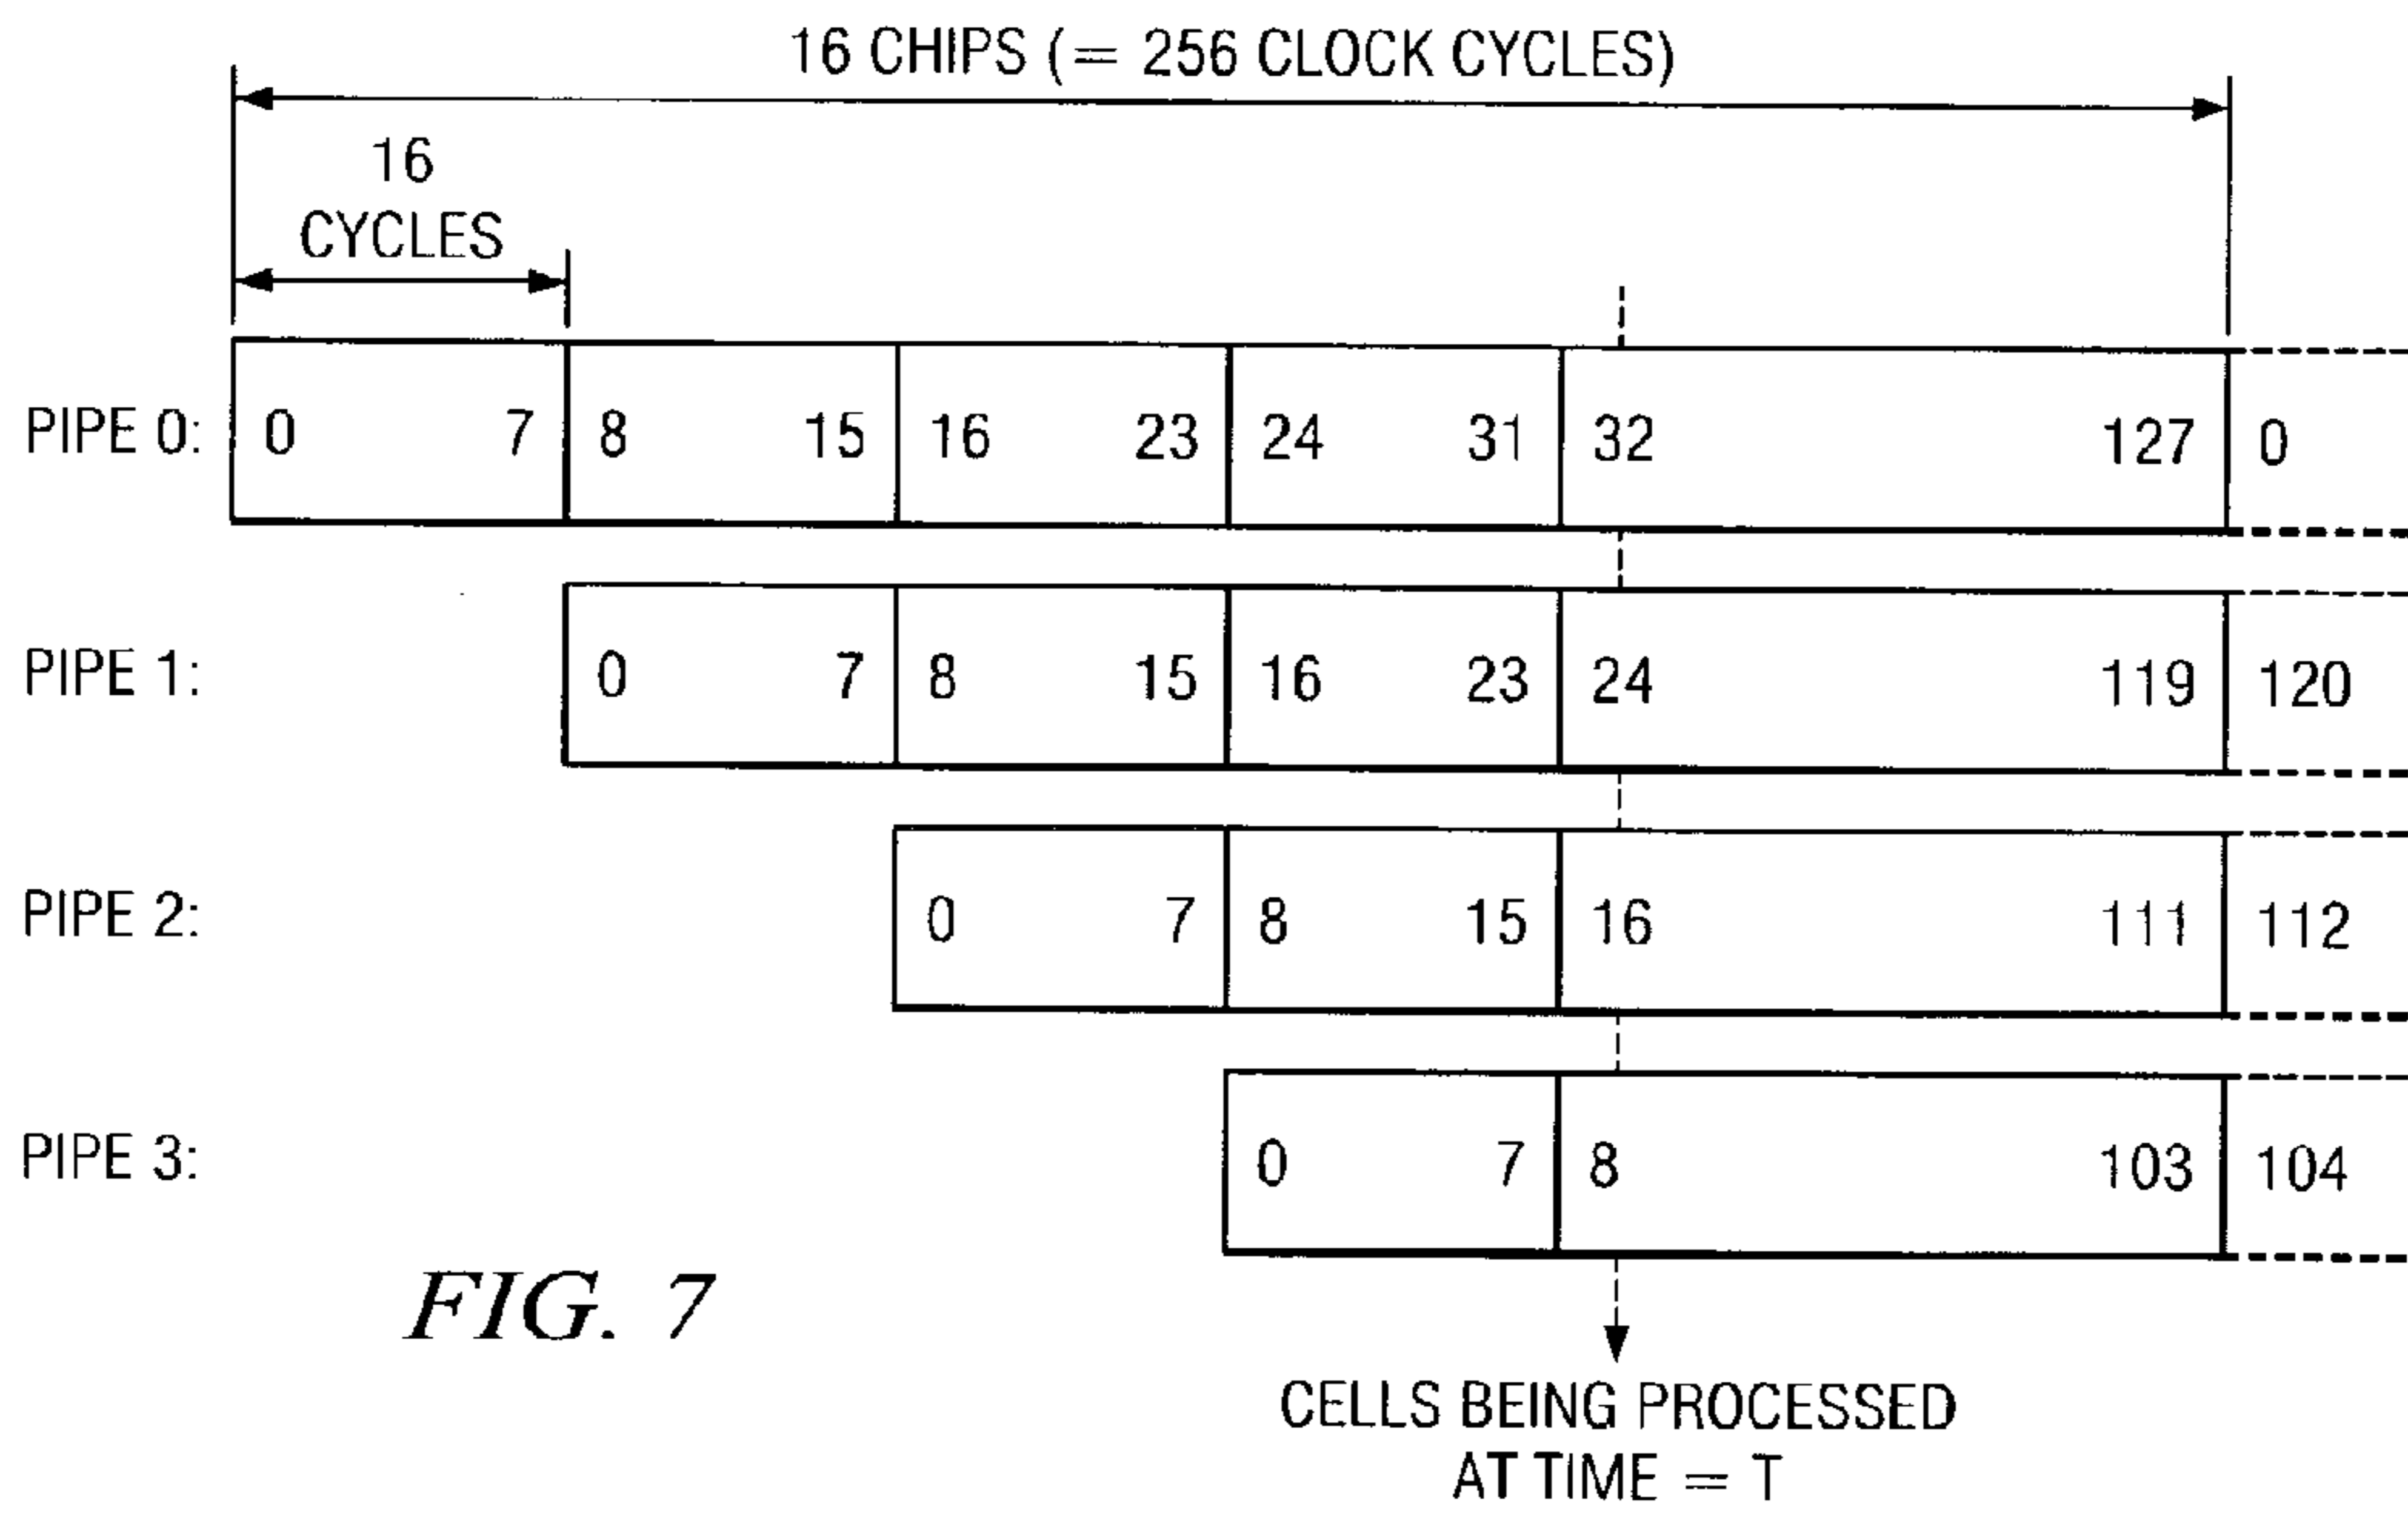 16 CHIPS (= 256 CLOCK CYCLES)
16
CYCLES
PIPE 0: 0 7 8 15 16 23 24 31 32 127 0
PIPE 1: 0 7 8 15 16 23 24 119 120
PIPE 2: 0 7 8 15 16 111 112
PIPE 3: 0 7 8 103 104
FIG. 7
CELLS BEING PROCESSED
AT TIME = T